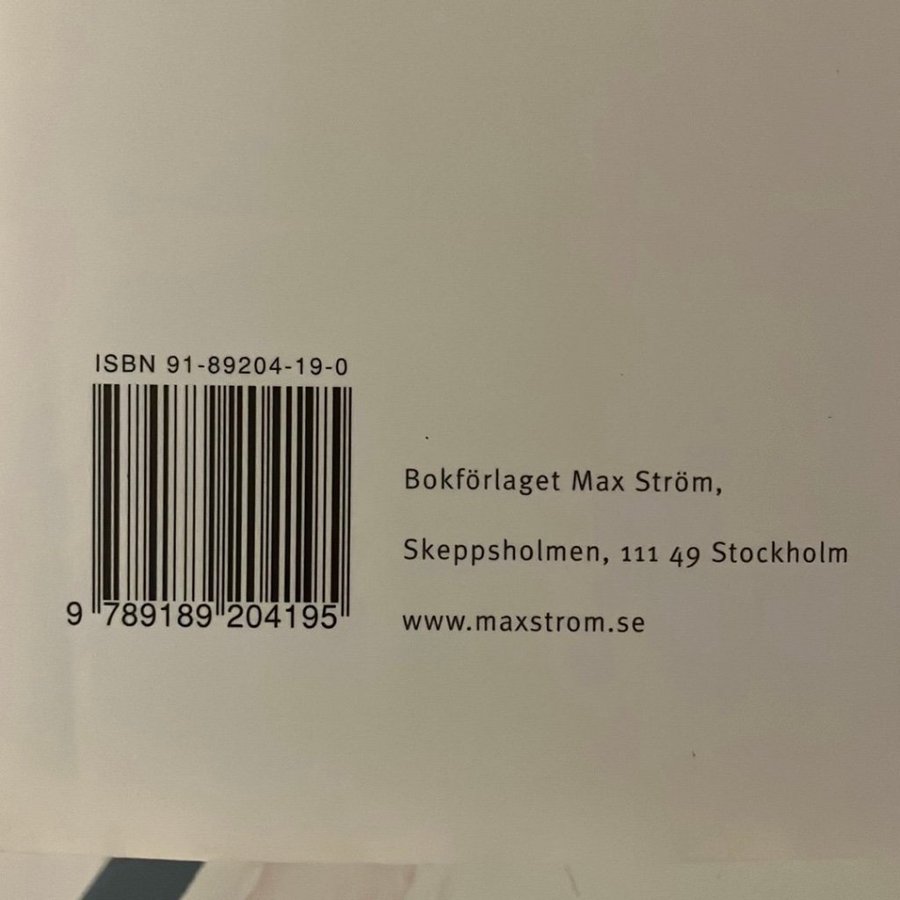 ISBN 91-89204-19-0
9 789189 204195
Bokförlaget Max Ström,
Skeppsholmen, 111 49 Stockholm
www.maxstrom.se